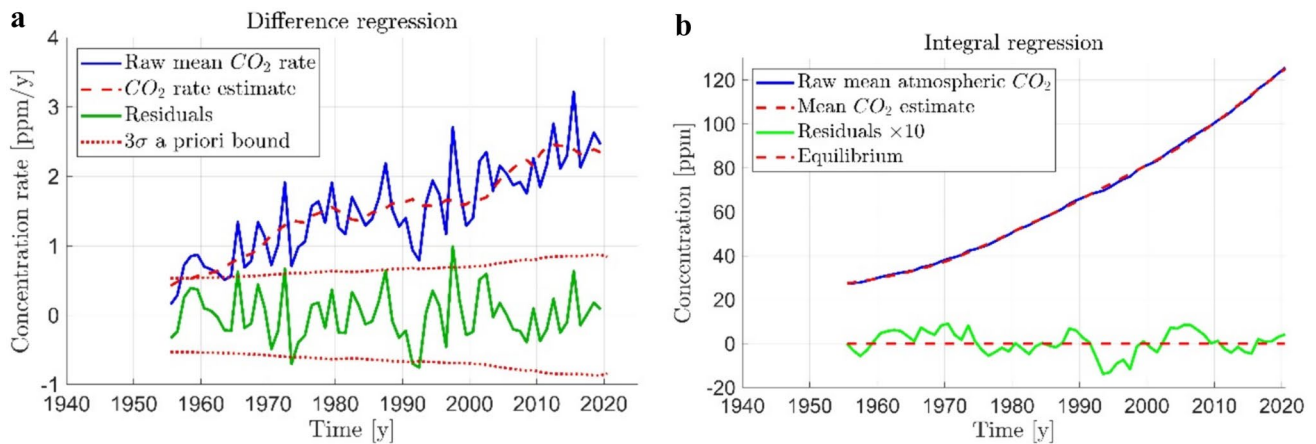 a
Difference regression
Concentration rate [ppm/y]
4
3
2
1
0
-1
Raw mean CO₂ rate
CO₂ rate estimate
Residuals
3σ a priori bound
1940 1950 1960 1970 1980 1990 2000 2010 2020
Time [y]
b
Integral regression
Concentration [ppm]
120
100
80
60
40
20
0
-20
Raw mean atmospheric CO₂
Mean CO₂ estimate
Residuals ×10
Equilibrium
1940 1950 1960 1970 1980 1990 2000 2010 2020
Time [y]